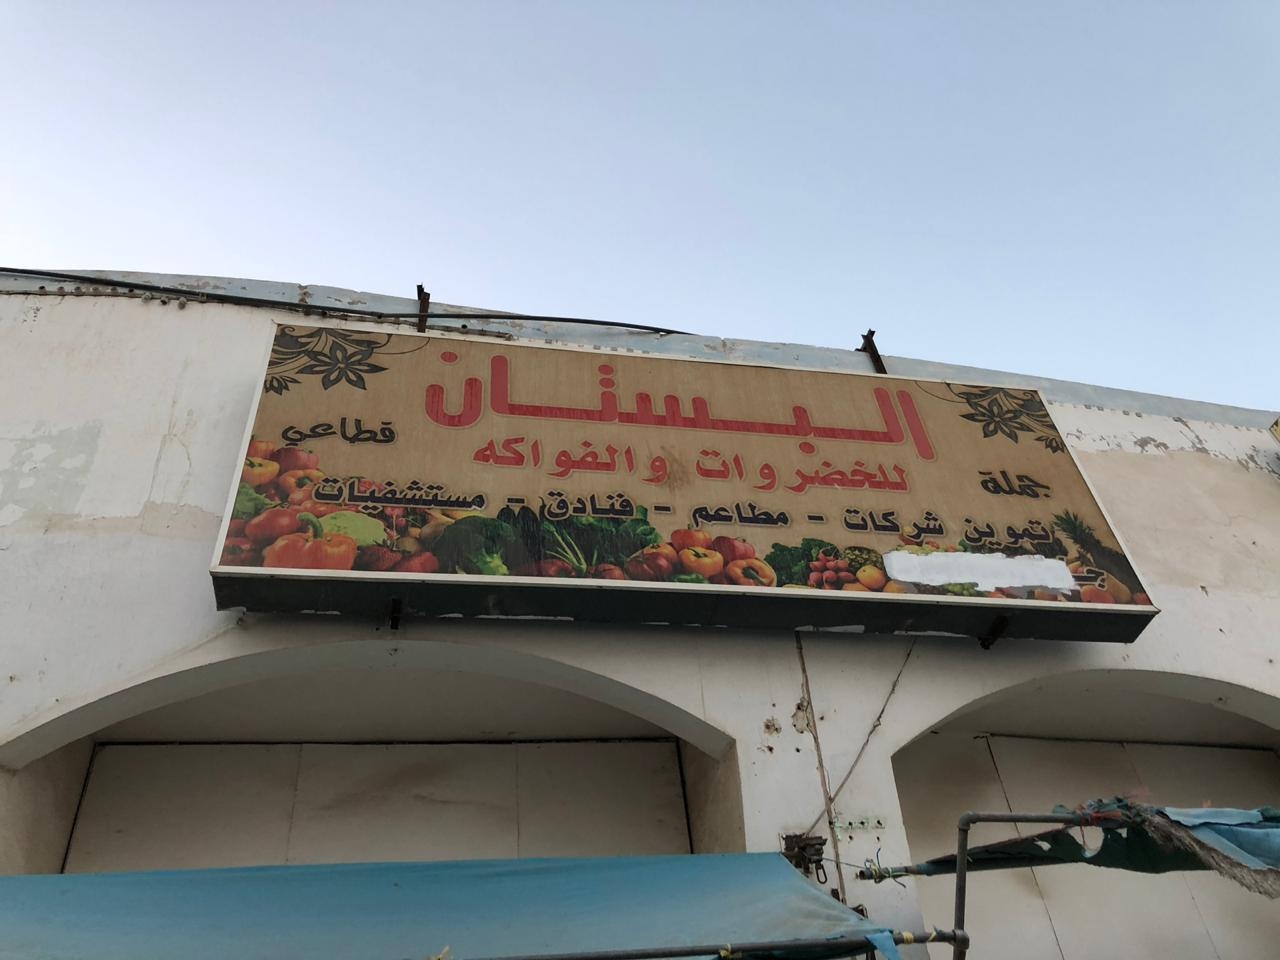 البستان
للخضروات والفواكه
جملة
قطاعي
تموين شركات - مطاعم - فنادق - مستشفيات